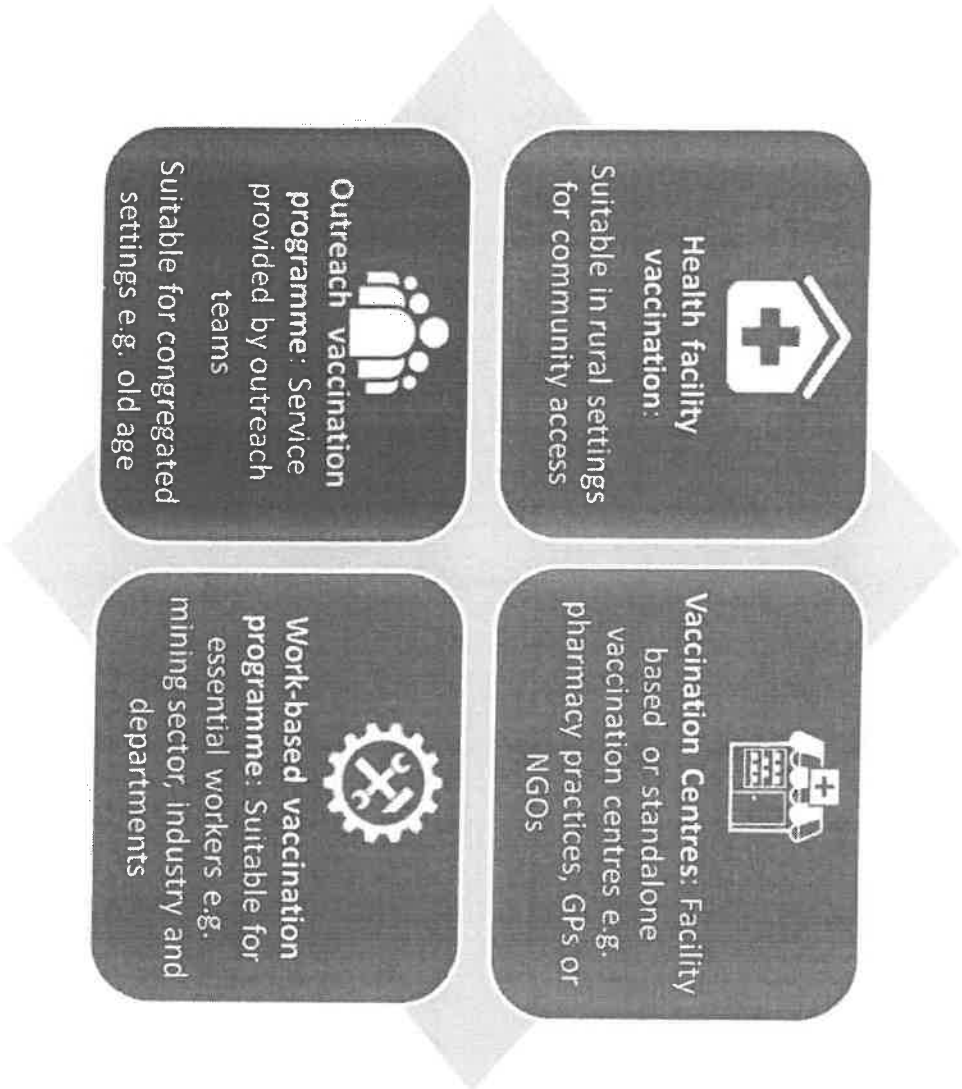 Health facility
vaccination:
Suitable in rural settings
for community access
Vaccination Centres: Facility
based or standalone
vaccination centres e.g.
pharmacy practices, GPs or
NGOs
Outreach vaccination
programme: Service
provided by outreach
teams
Suitable for congregated
settings e.g. old age
Work-based vaccination
programme: Suitable for
essential workers e.g.
mining sector, industry and
departments